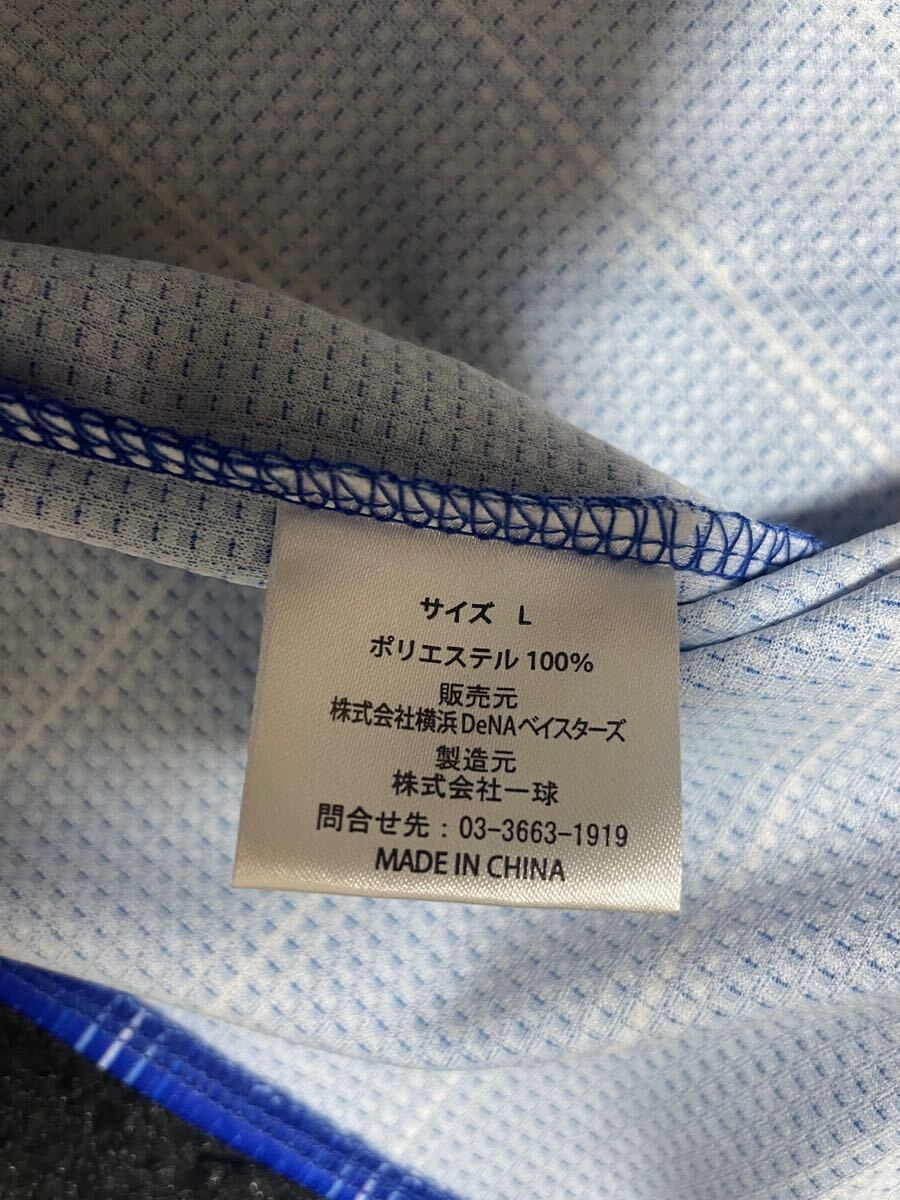 サイズ L
ポリエステル 100%
販売元
株式会社横浜DeNAベイスターズ
製造元
株式会社一球
問合せ先：03-3663-1919
MADE IN CHINA